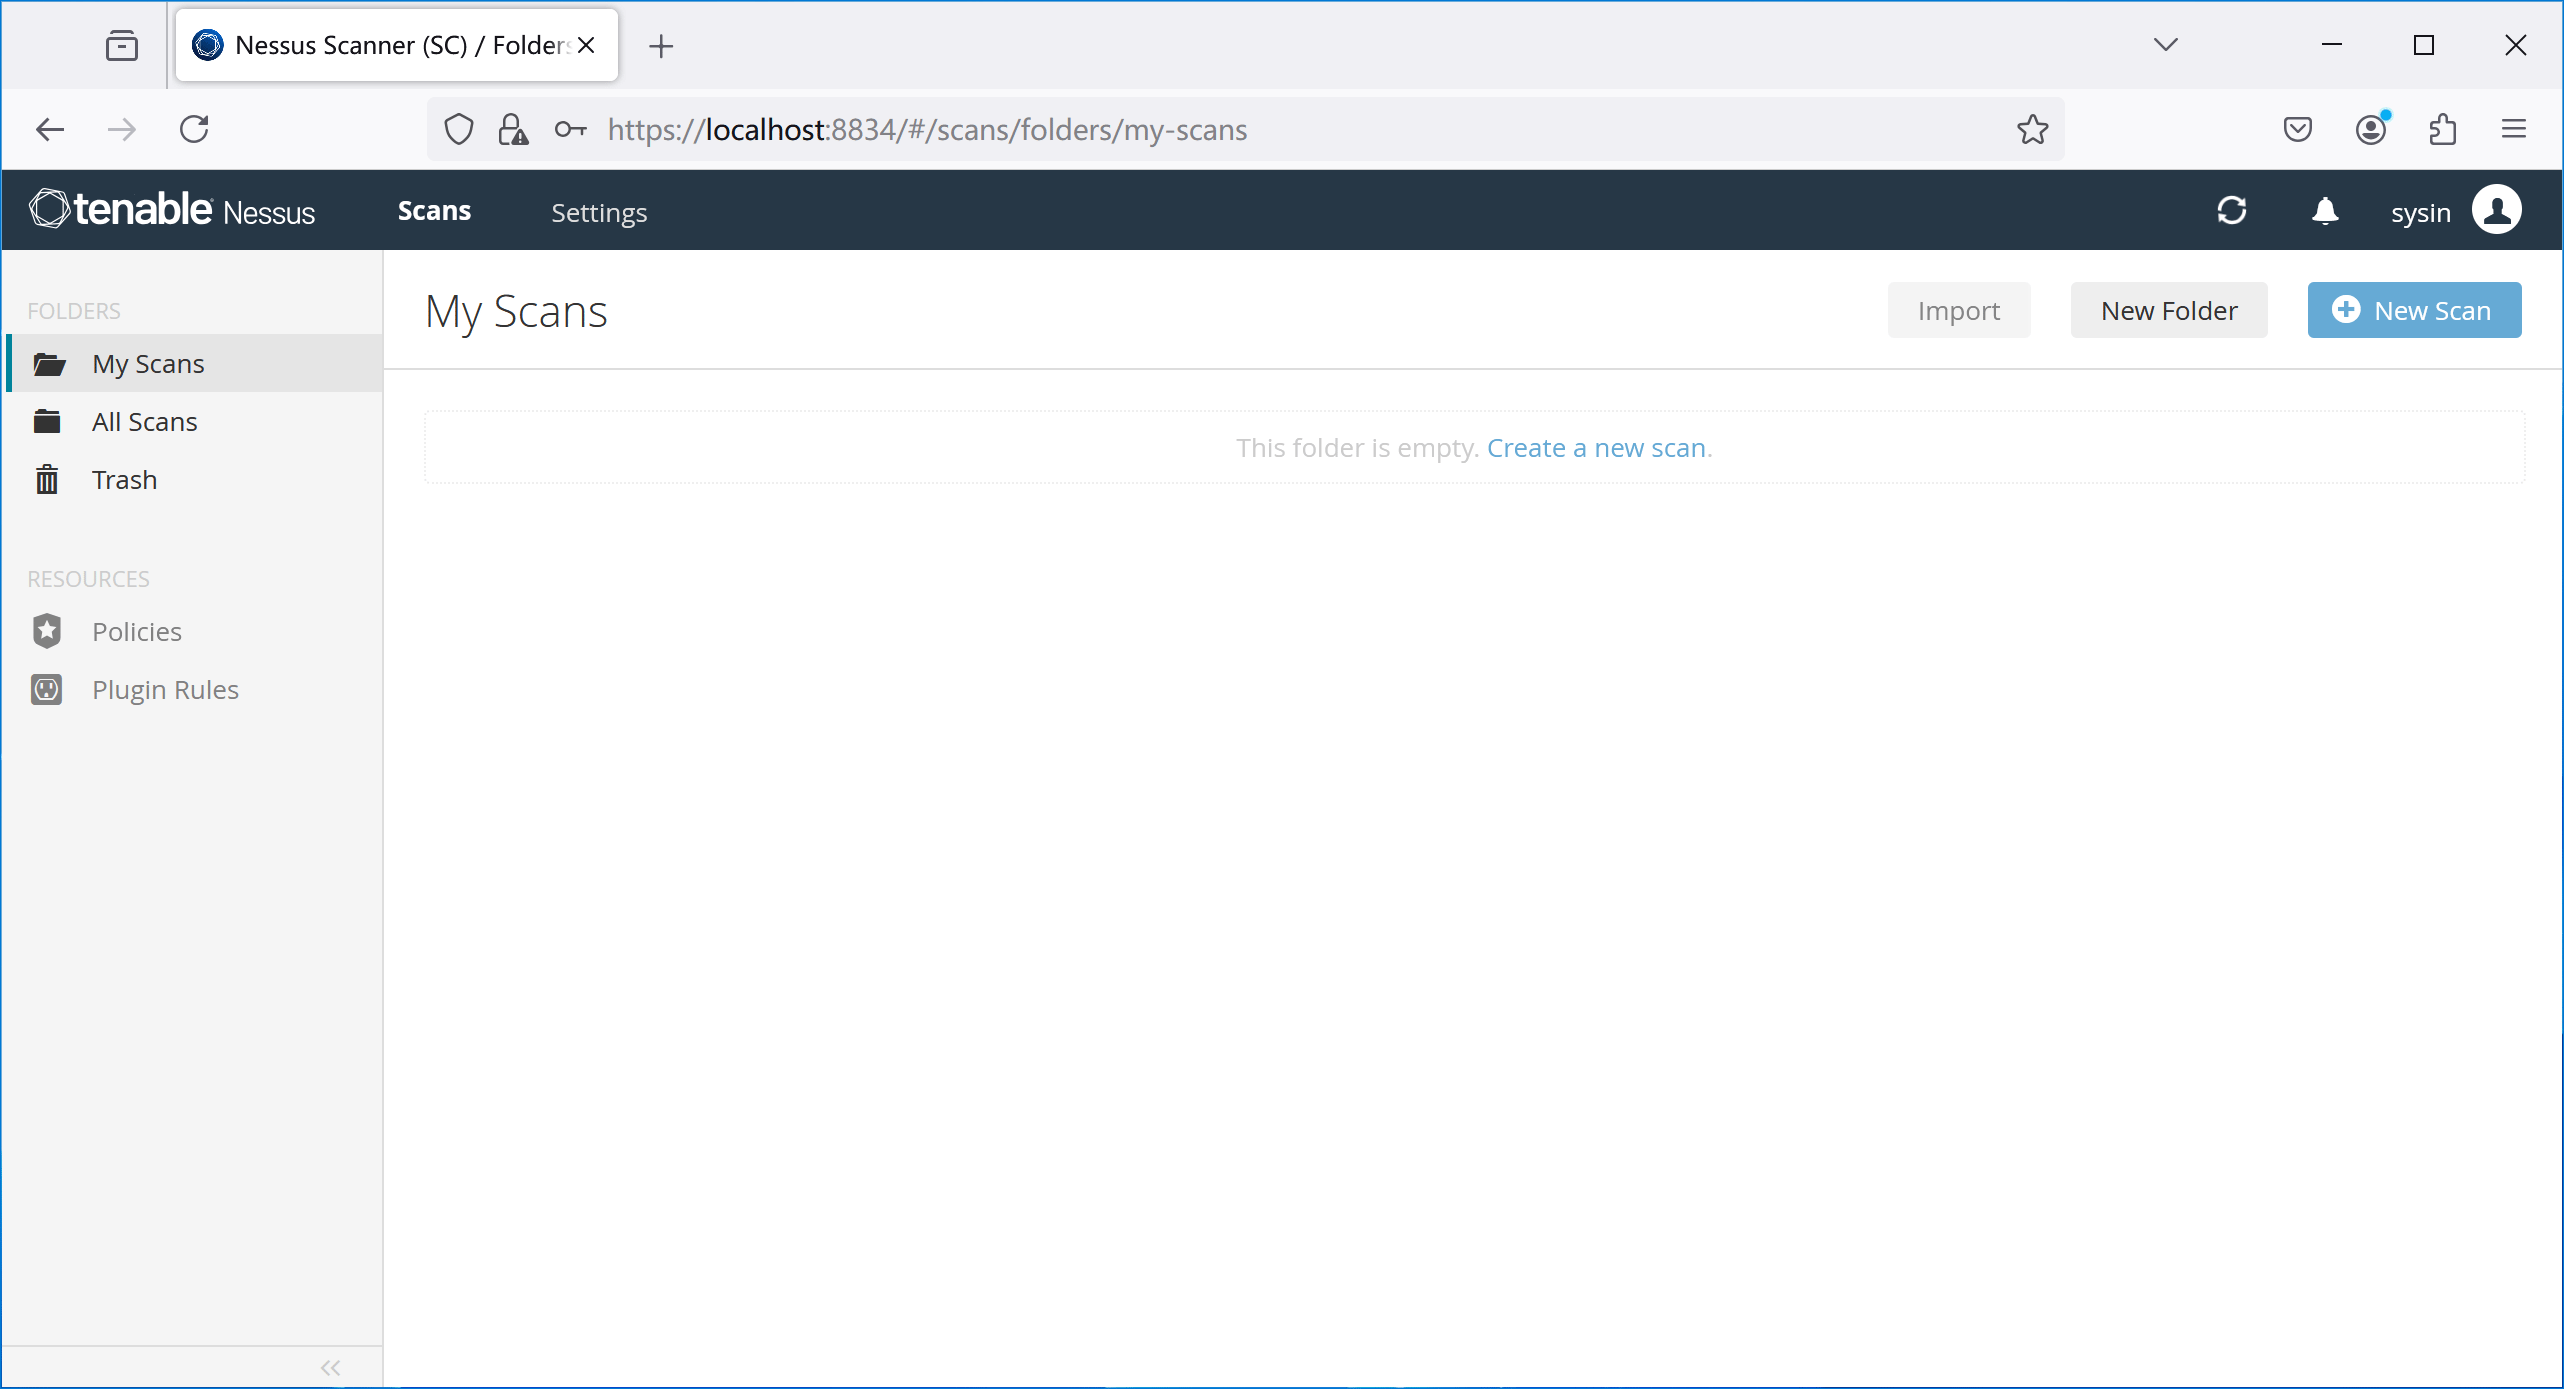 Nessus Scanner (SC) / Folders
https://localhost:8834/#/scans/folders/my-scans
tenable Nessus
Scans
Settings
sysin
FOLDERS
My Scans
All Scans
Trash
RESOURCES
Policies
Plugin Rules
My Scans
Import
New Folder
New Scan
This folder is empty. Create a new scan.